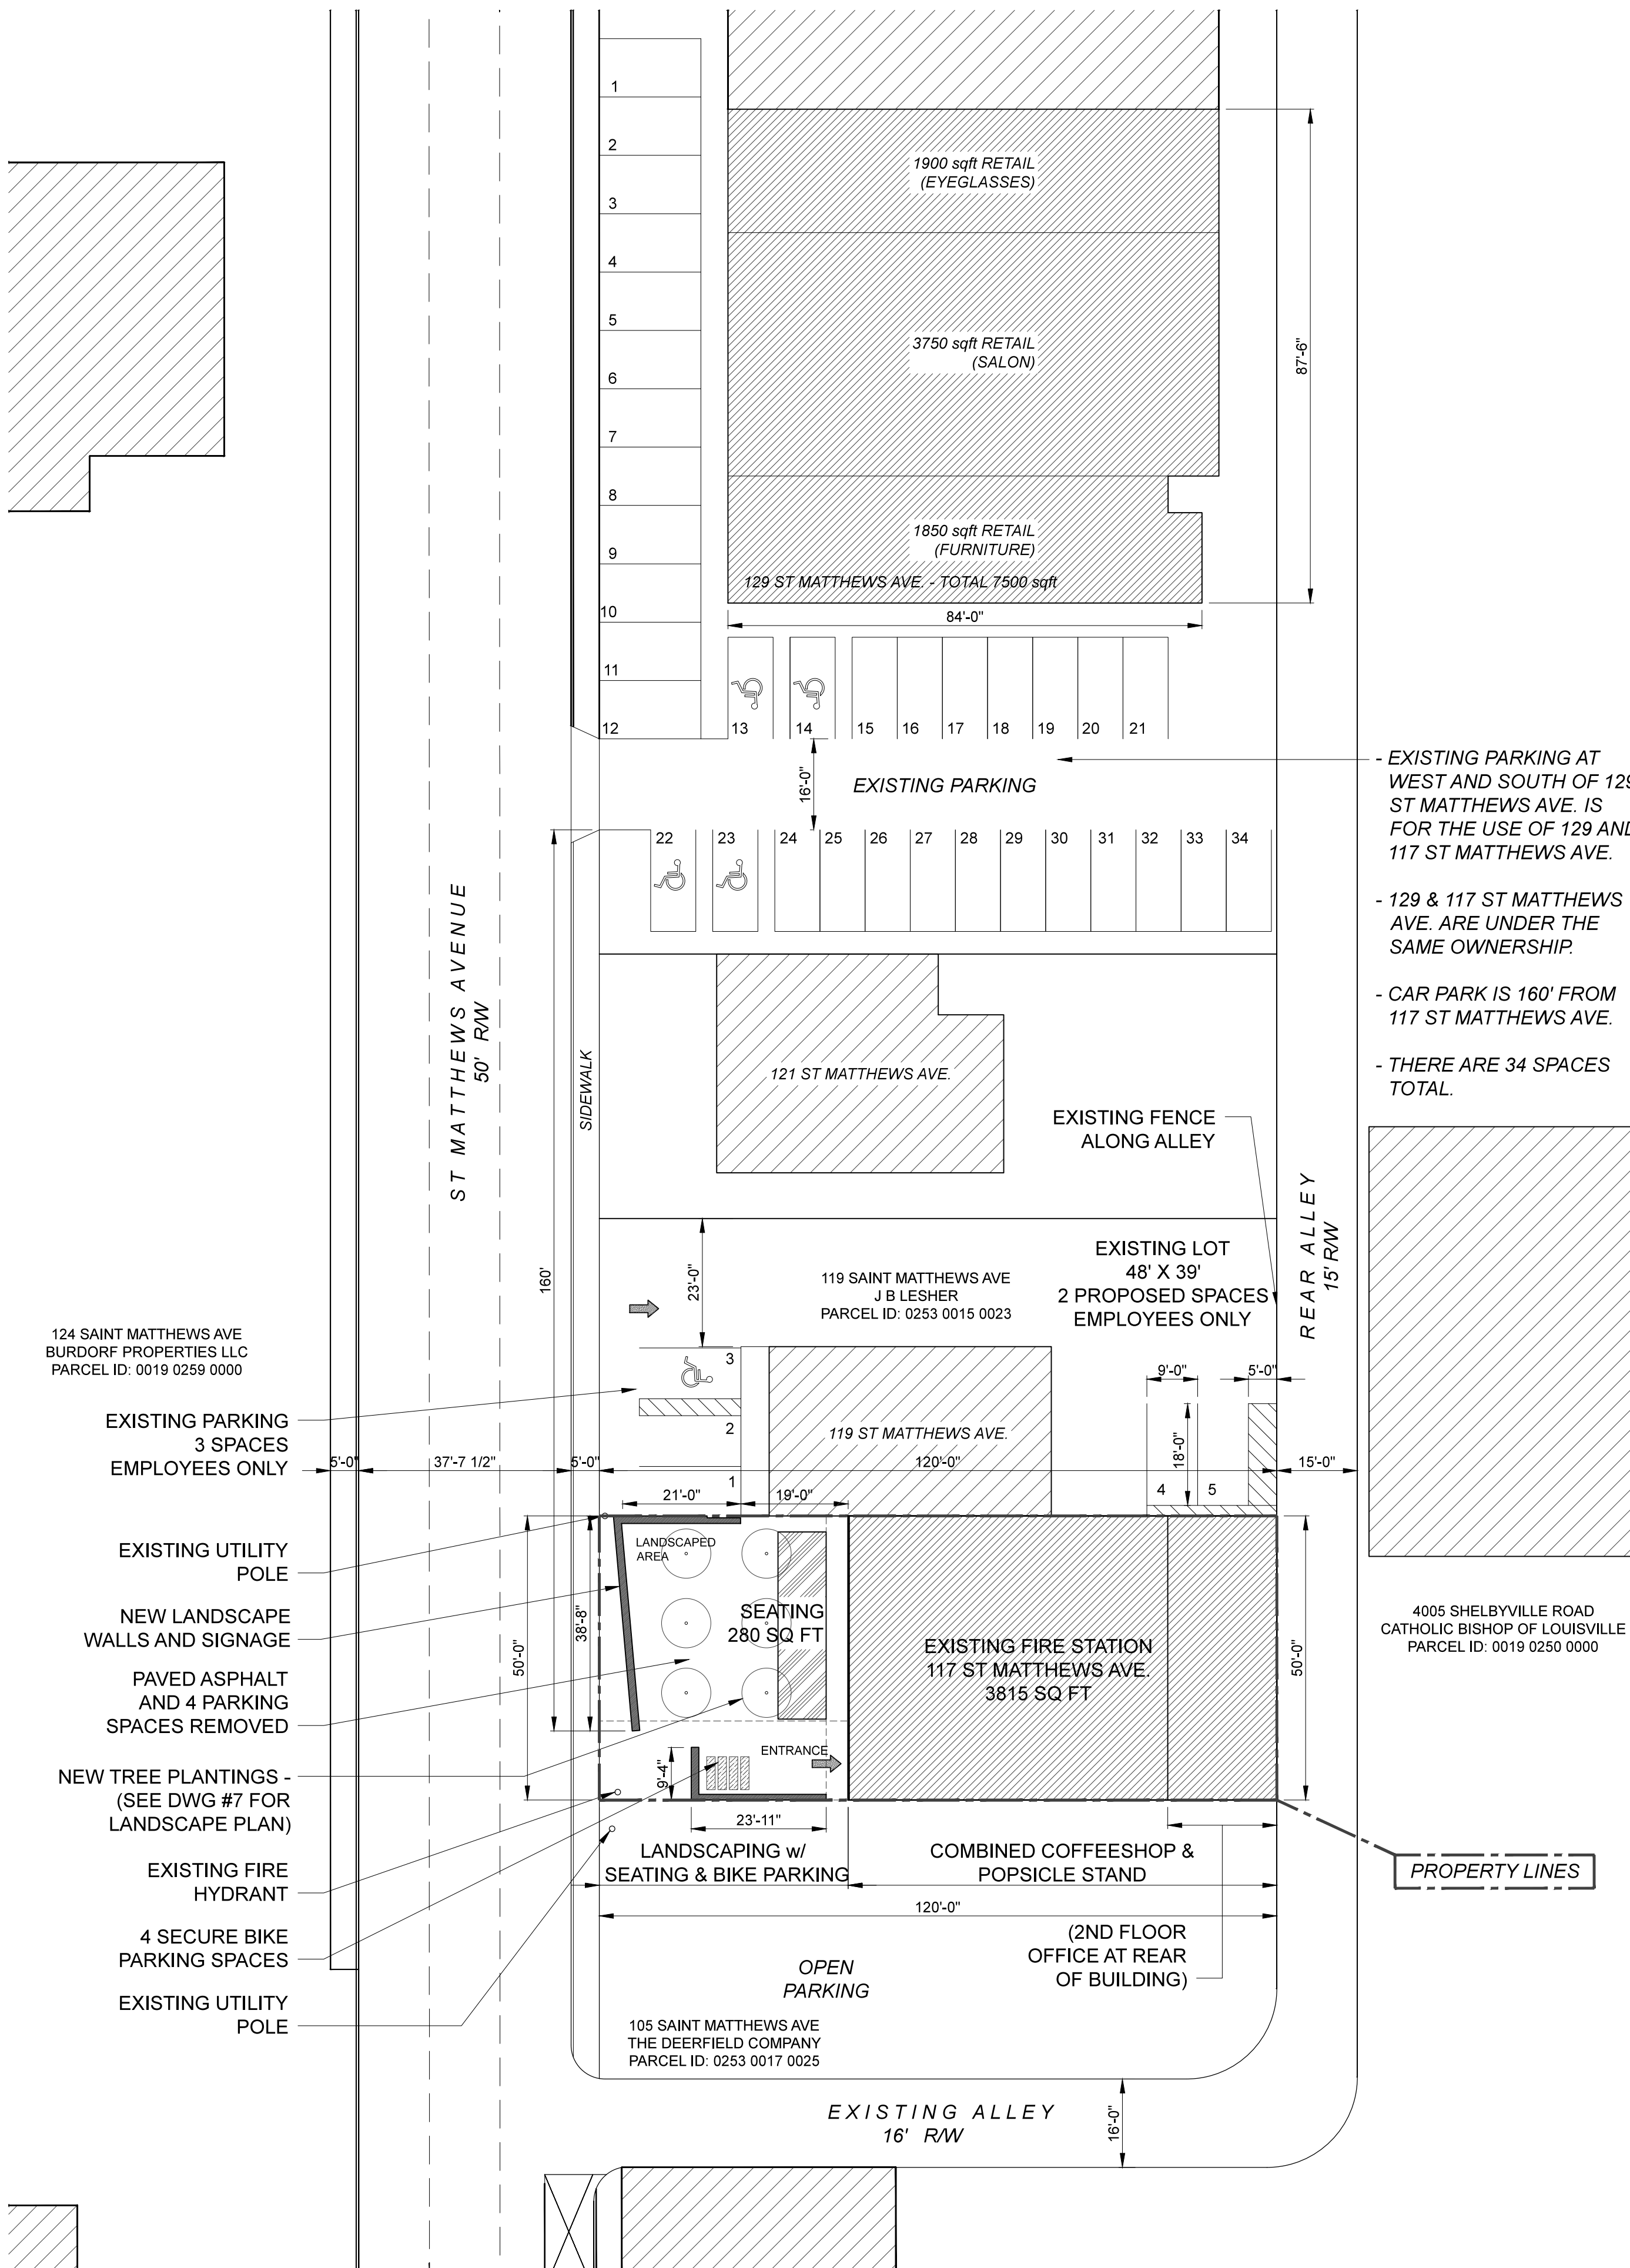 1
2
3
4
5
6
7
8
9
10
11
12
1900 sqft RETAIL
(EYEGLASSES)
3750 sqft RETAIL
(SALON)
1850 sqft RETAIL
(FURNITURE)
129 ST MATTHEWS AVE. - TOTAL 7500 sqft
87'-6"
84'-0"
13
14
15
16
17
18
19
20
21
16'-0"
EXISTING PARKING
22
23
24
25
26
27
28
29
30
31
32
33
34
- EXISTING PARKING AT
WEST AND SOUTH OF 129
ST MATTHEWS AVE. IS
FOR THE USE OF 129 AND
117 ST MATTHEWS AVE.
- 129 & 117 ST MATTHEWS
AVE. ARE UNDER THE
SAME OWNERSHIP.
- CAR PARK IS 160' FROM
117 ST MATTHEWS AVE.
- THERE ARE 34 SPACES
TOTAL.
ST MATTHEWS AVENUE
50' R/W
SIDEWALK
121 ST MATTHEWS AVE.
EXISTING FENCE
ALONG ALLEY
REAR ALLEY
15' R/W
160'
23'-0"
119 SAINT MATTHEWS AVE
J B LESHER
PARCEL ID: 0253 0015 0023
EXISTING LOT
48' X 39'
2 PROPOSED SPACES
EMPLOYEES ONLY
124 SAINT MATTHEWS AVE
BURDORF PROPERTIES LLC
PARCEL ID: 0019 0259 0000
3
2
1
9'-0"
5'-0"
18'-0"
4
5
119 ST MATTHEWS AVE.
EXISTING PARKING
3 SPACES
EMPLOYEES ONLY
5'-0"
37'-7 1/2"
5'-0"
120'-0"
15'-0"
21'-0"
19'-0"
EXISTING UTILITY
POLE
NEW LANDSCAPE
WALLS AND SIGNAGE
PAVED ASPHALT
AND 4 PARKING
SPACES REMOVED
NEW TREE PLANTINGS -
(SEE DWG #7 FOR
LANDSCAPE PLAN)
EXISTING FIRE
HYDRANT
4 SECURE BIKE
PARKING SPACES
EXISTING UTILITY
POLE
50'-0"
38'-8"
LANDSCAPED
AREA
SEATING
280 SQ FT
EXISTING FIRE STATION
117 ST MATTHEWS AVE.
3815 SQ FT
50'-0"
4005 SHELBYVILLE ROAD
CATHOLIC BISHOP OF LOUISVILLE
PARCEL ID: 0019 0250 0000
ENTRANCE
9'-4"
23'-11"
LANDSCAPING w/
SEATING & BIKE PARKING
COMBINED COFFEESHOP &
POPSICLE STAND
PROPERTY LINES
120'-0"
(2ND FLOOR
OFFICE AT REAR
OF BUILDING)
OPEN
PARKING
105 SAINT MATTHEWS AVE
THE DEERFIELD COMPANY
PARCEL ID: 0253 0017 0025
EXISTING ALLEY
16' R/W
16'-0"